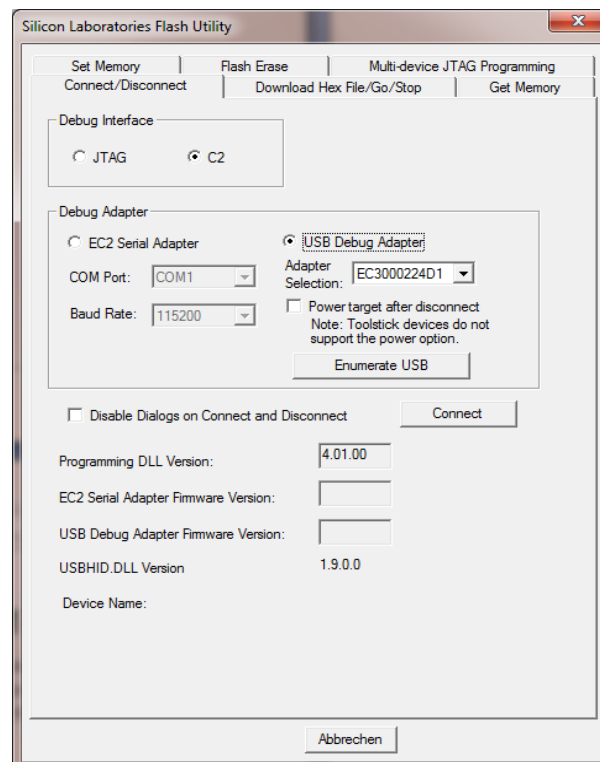 Silicon Laboratories Flash Utility
Set Memory
Flash Erase
Multi-device JTAG Programming
Connect/Disconnect
Download Hex File/Go/Stop
Get Memory
Debug Interface
JTAG
C2
Debug Adapter
EC2 Serial Adapter
USB Debug Adapter
COM Port:
COM1
Adapter
Selection:
EC3000224D1
Baud Rate:
115200
Power target after disconnect
Note: Toolstick devices do not
support the power option.
Enumerate USB
Disable Dialogs on Connect and Disconnect
Connect
Programming DLL Version:
4.01.00
EC2 Serial Adapter Firmware Version:
USB Debug Adapter Firmware Version:
USBHID.DLL Version
1.9.0.0
Device Name:
Abbrechen